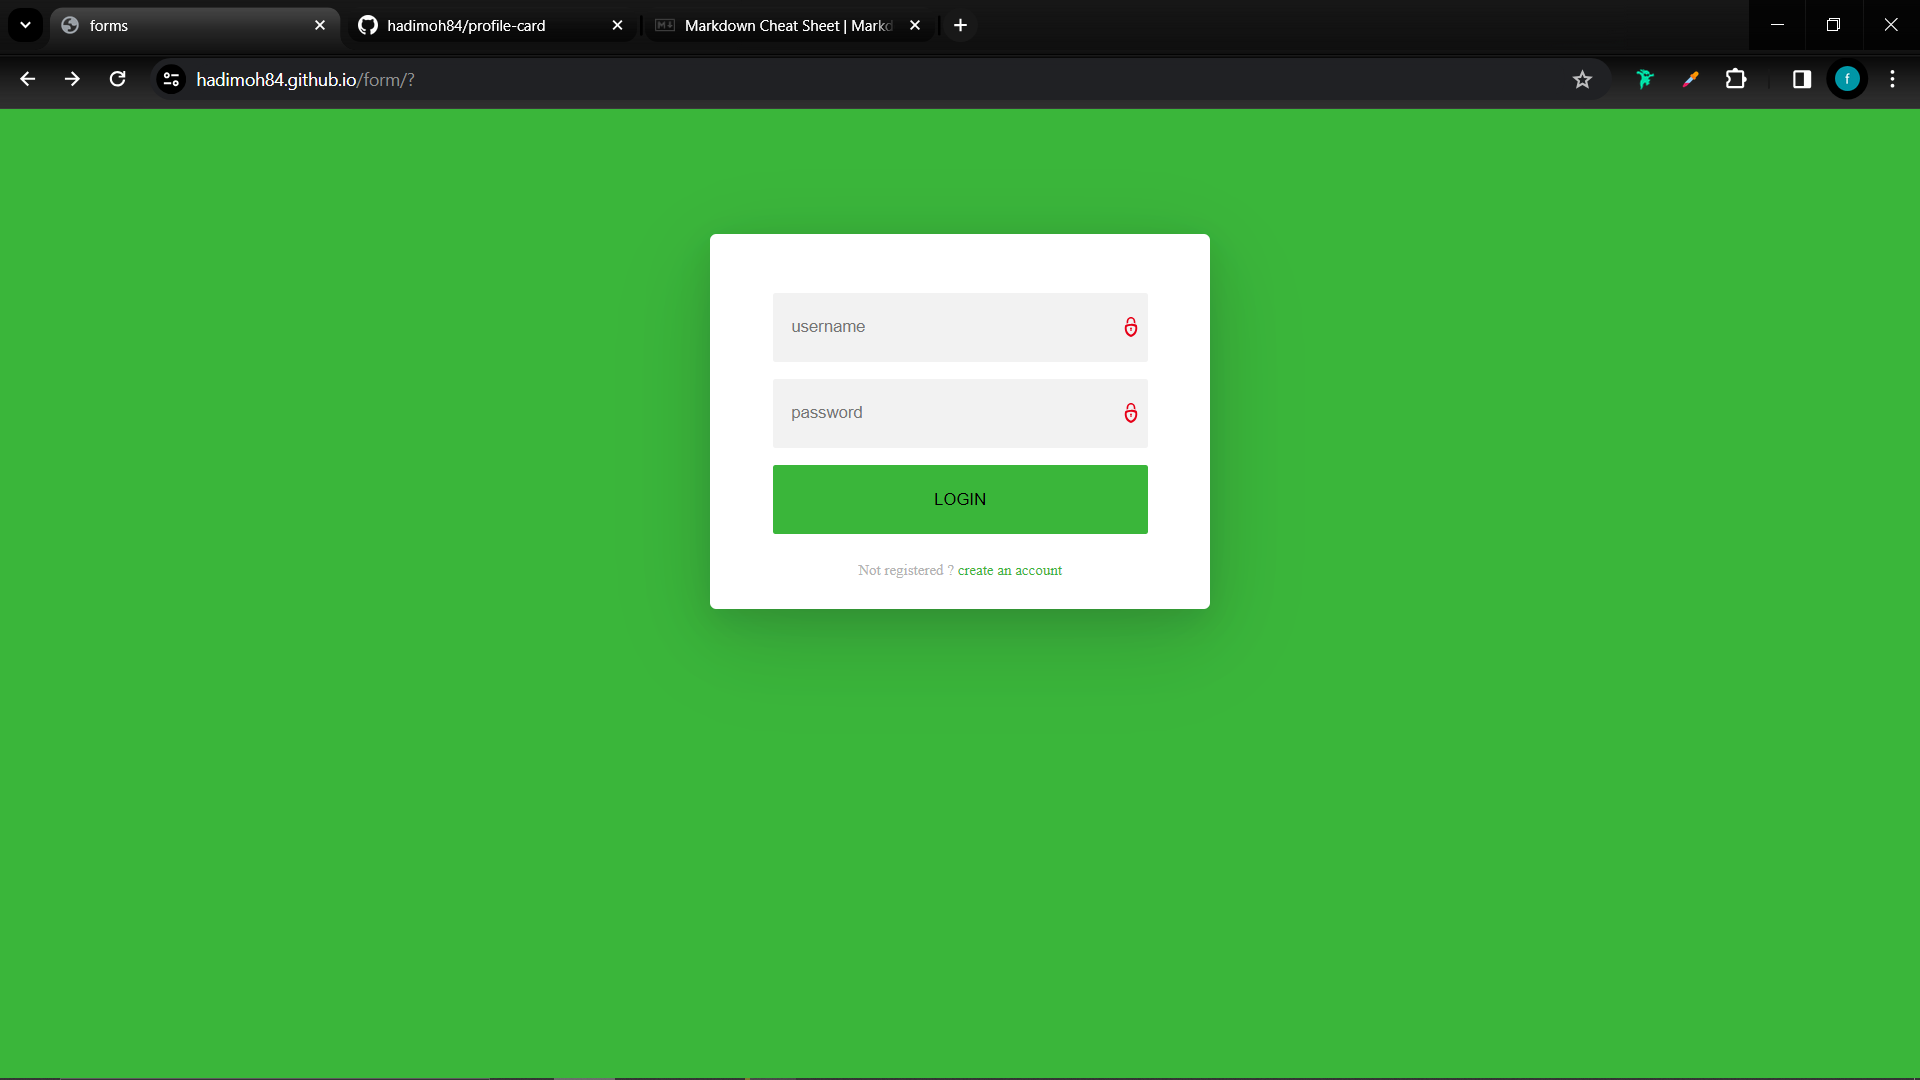 forms
hadimoh84/profile-card
Markdown Cheat Sheet | Markd
hadimoh84.github.io/form/?
f
username
password
LOGIN
Not registered ? create an account